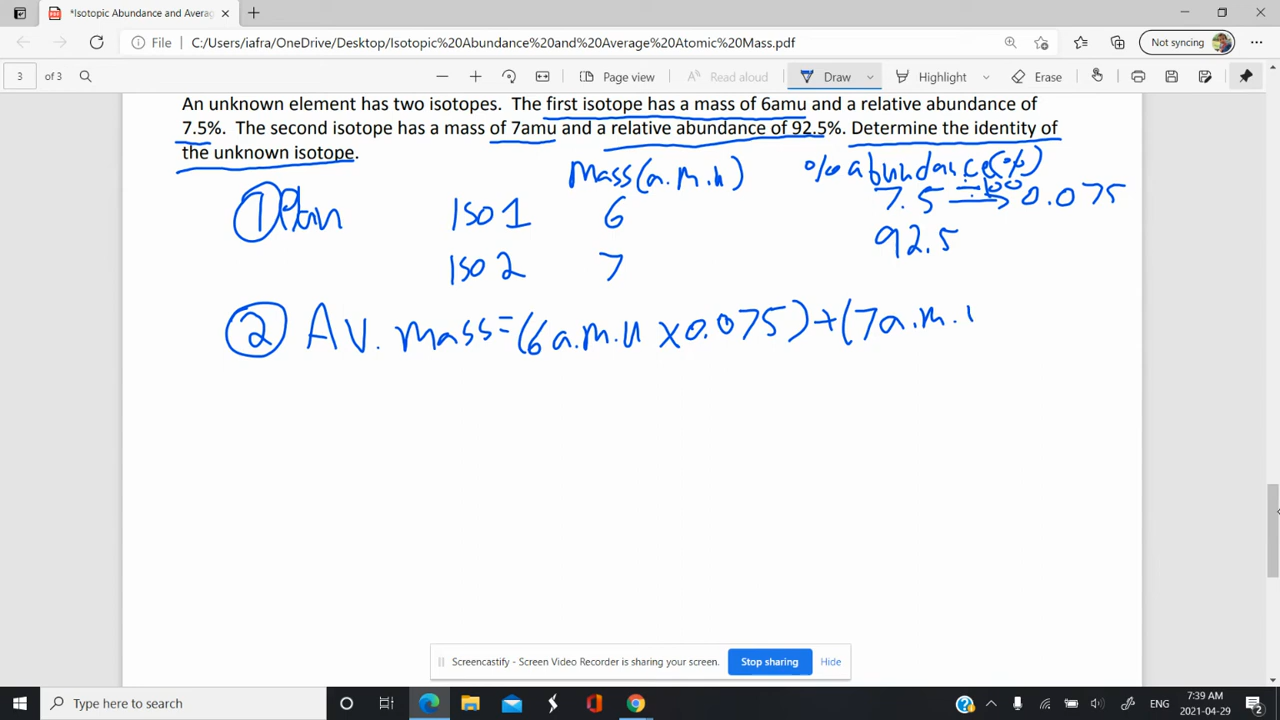 *Isotopic Abundance and Averag
File
C:/Users/iafra/OneDrive/Desktop/Isotopic%20Abundance%20and%20Average%20Atomic%20Mass.pdf
Not syncing
3 of 3
Page view
Read aloud
Draw
Highlight
Erase
An unknown element has two isotopes. The first isotope has a mass of 6amu and a relative abundance of
7.5%. The second isotope has a mass of 7amu and a relative abundance of 92.5%. Determine the identity of
the unknown isotope.
Mass(a.m.u) % abundance(%)
÷100
① Plan Iso 1 6 7.5 → 0.075
Iso 2 7 92.5
② Av. mass=(6a.m.u x0.075)+(7a.m.
Screencastify - Screen Video Recorder is sharing your screen.
Stop sharing
Hide
Type here to search
ENG
7:39 AM
2021-04-29
2